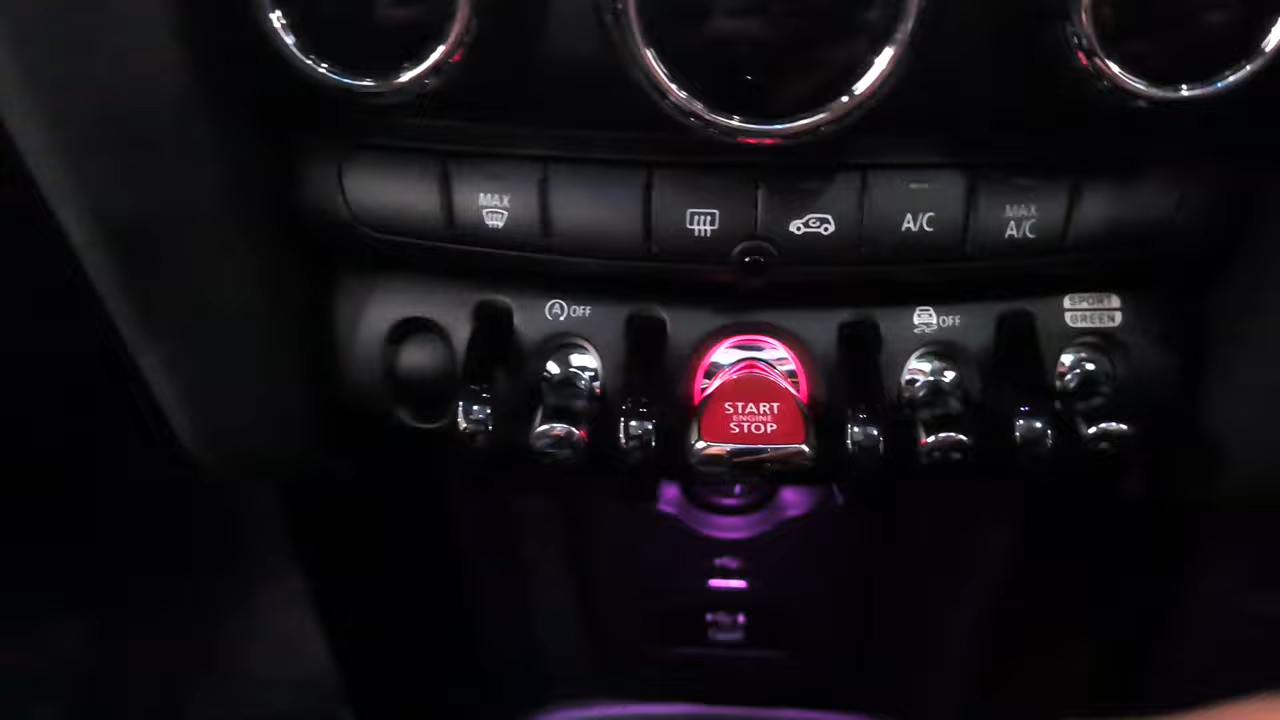 MAX
A/C
MAX
A/C
A OFF
OFF
SPORT
GREEN
START
ENGINE
STOP